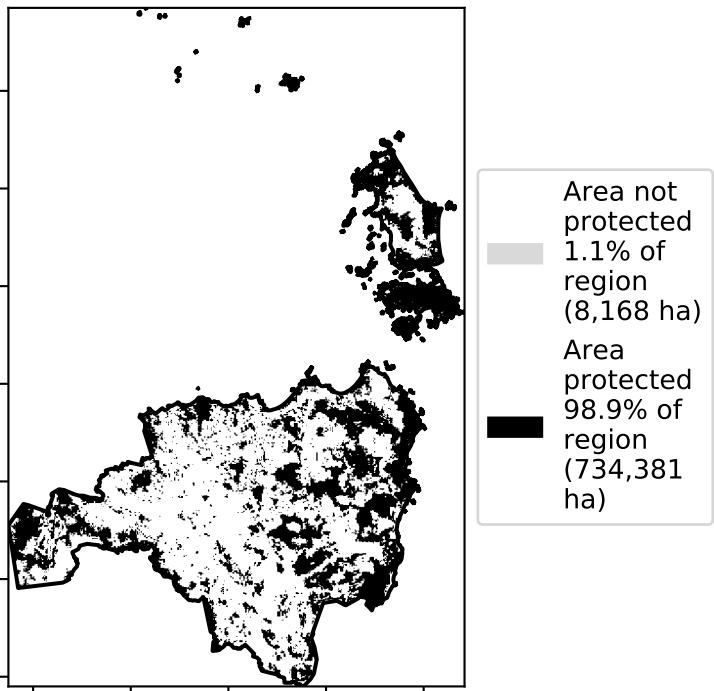 Area not
protected
1.1% of
region
(8,168 ha)
Area
protected
98.9% of
region
(734,381
ha)